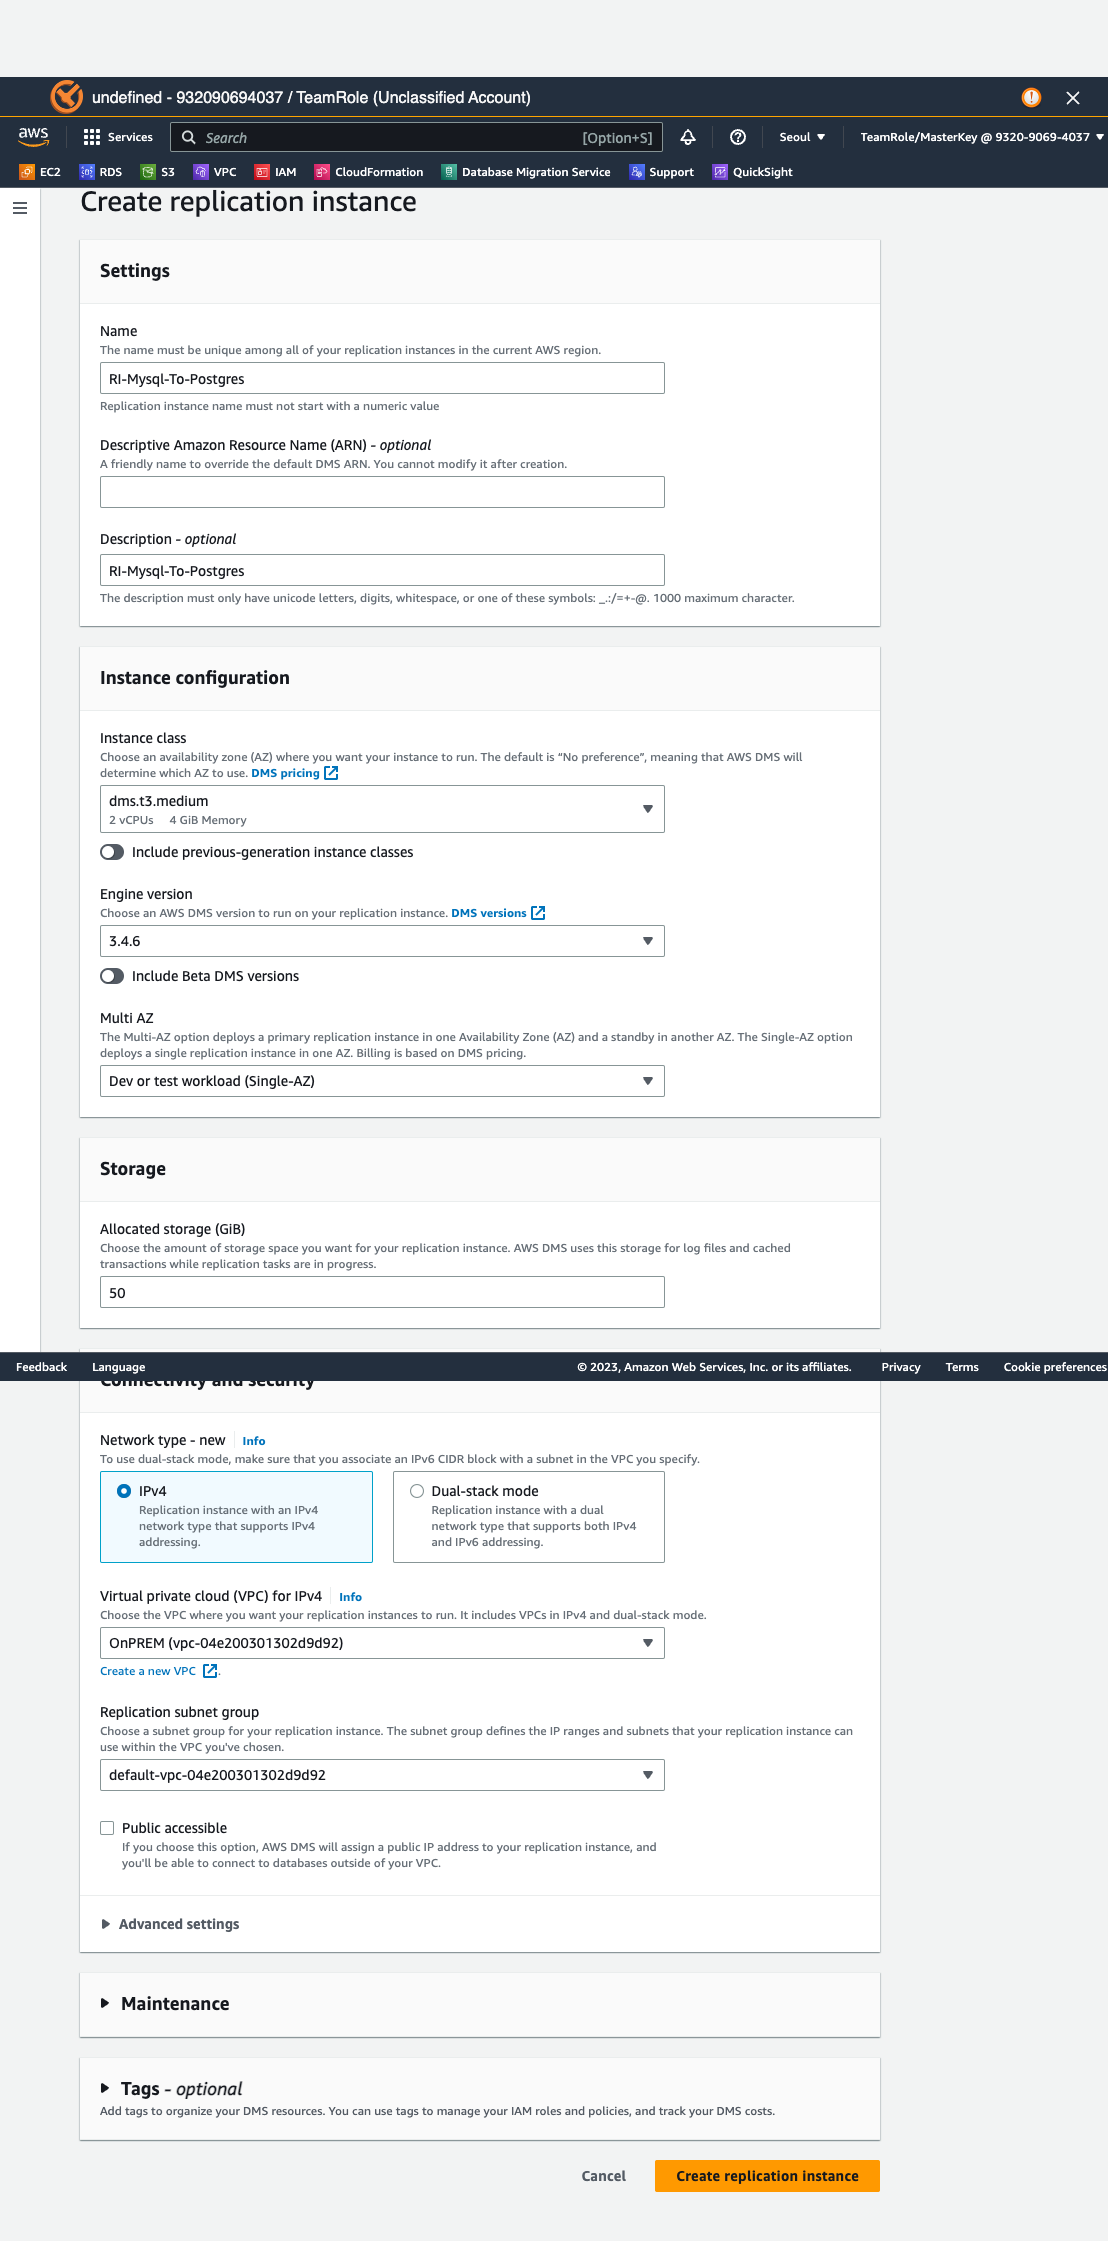 undefined - 932090694037 / TeamRole (Unclassified Account)
aws Services Search [Option+S] Seoul TeamRole/MasterKey @ 9320-9069-4037
EC2 RDS S3 VPC IAM CloudFormation Database Migration Service Support QuickSight
Create replication instance
Settings
Name
The name must be unique among all of your replication instances in the current AWS region.
RI-Mysql-To-Postgres
Replication instance name must not start with a numeric value
Descriptive Amazon Resource Name (ARN) - optional
A friendly name to override the default DMS ARN. You cannot modify it after creation.
Description - optional
RI-Mysql-To-Postgres
The description must only have unicode letters, digits, whitespace, or one of these symbols: _.:/=+-@. 1000 maximum character.
Instance configuration
Instance class
Choose an availability zone (AZ) where you want your instance to run. The default is “No preference”, meaning that AWS DMS will
determine which AZ to use. DMS pricing
dms.t3.medium
2 vCPUs 4 GiB Memory
Include previous-generation instance classes
Engine version
Choose an AWS DMS version to run on your replication instance. DMS versions
3.4.6
Include Beta DMS versions
Multi AZ
The Multi-AZ option deploys a primary replication instance in one Availability Zone (AZ) and a standby in another AZ. The Single-AZ option
deploys a single replication instance in one AZ. Billing is based on DMS pricing.
Dev or test workload (Single-AZ)
Storage
Allocated storage (GiB)
Choose the amount of storage space you want for your replication instance. AWS DMS uses this storage for log files and cached
transactions while replication tasks are in progress.
50
Feedback Language © 2023, Amazon Web Services, Inc. or its affiliates. Privacy Terms Cookie preferences
Connectivity and security
Network type - new Info
To use dual-stack mode, make sure that you associate an IPv6 CIDR block with a subnet in the VPC you specify.
IPv4
Replication instance with an IPv4
network type that supports IPv4
addressing.
Dual-stack mode
Replication instance with a dual
network type that supports both IPv4
and IPv6 addressing.
Virtual private cloud (VPC) for IPv4 Info
Choose the VPC where you want your replication instances to run. It includes VPCs in IPv4 and dual-stack mode.
OnPREM (vpc-04e200301302d9d92)
Create a new VPC .
Replication subnet group
Choose a subnet group for your replication instance. The subnet group defines the IP ranges and subnets that your replication instance can
use within the VPC you've chosen.
default-vpc-04e200301302d9d92
Public accessible
If you choose this option, AWS DMS will assign a public IP address to your replication instance, and
you'll be able to connect to databases outside of your VPC.
Advanced settings
Maintenance
Tags - optional
Add tags to organize your DMS resources. You can use tags to manage your IAM roles and policies, and track your DMS costs.
Cancel Create replication instance